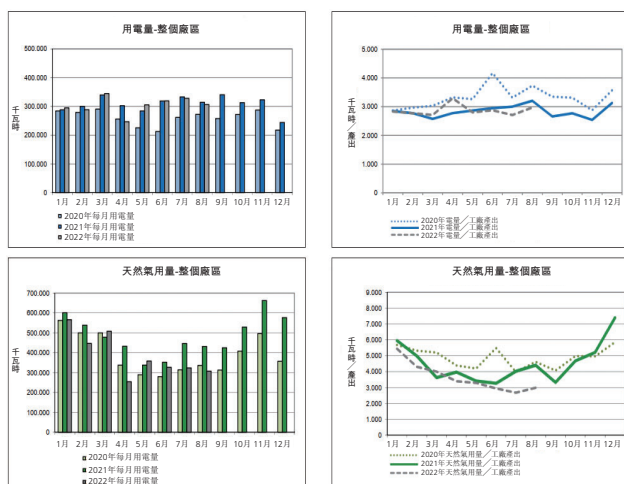 用電量-整個廠區
500.000
400.000
300.000
200.000
100.000
0
千瓦時
1月 2月 3月 4月 5月 6月 7月 8月 9月 10月 11月 12月
2020年每月用電量
2021年每月用電量
2022年每月用電量
用電量-整個廠區
5.000
4.000
3.000
2.000
1.000
0
千瓦時／產出
1月 2月 3月 4月 5月 6月 7月 8月 9月 10月 11月 12月
2020年電量／工廠產出
2021年電量／工廠產出
2022年電量／工廠產出
天然氣用量-整個廠區
700.000
600.000
500.000
400.000
300.000
200.000
100.000
0
千瓦時
1月 2月 3月 4月 5月 6月 7月 8月 9月 10月 11月 12月
2020年每月用電量
2021年每月用電量
2022年每月用電量
天然氣用量-整個廠區
9.000
8.000
7.000
6.000
5.000
4.000
3.000
2.000
1.000
0
千瓦時／產出
1月 2月 3月 4月 5月 6月 7月 8月 9月 10月 11月 12月
2020年天然氣用量／工廠產出
2021年天然氣用量／工廠產出
2022年天然氣用量／工廠產出